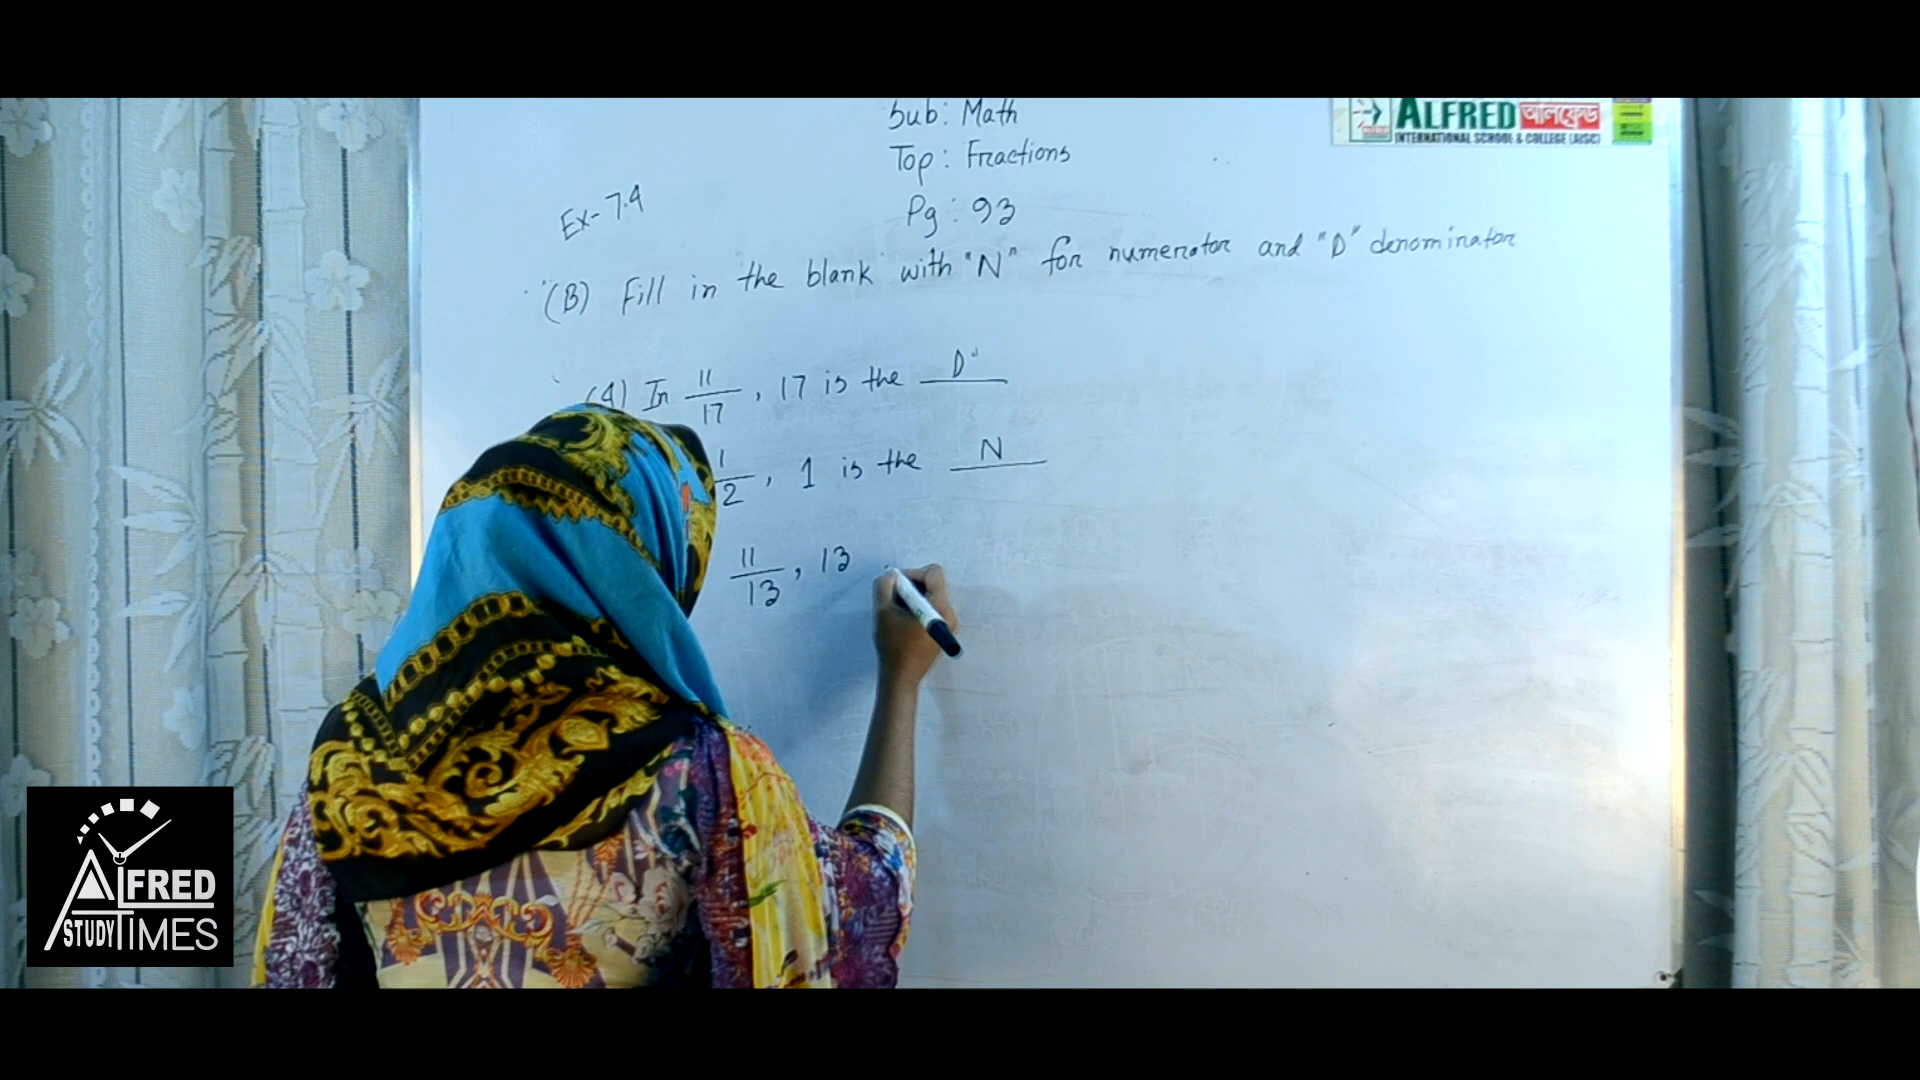 Sub: Math
ALFRED আলফ্রেড
INTERNATIONAL SCHOOL & COLLEGE (AISC)
Top: Fractions
Ex-7.4
Pg: 93
(B) Fill in the blank with "N" for numerator and "D" denominator
(4) In 11/17, 17 is the D"
1/2, 1 is the N
11/13, 13
ALFRED
STUDY TIMES